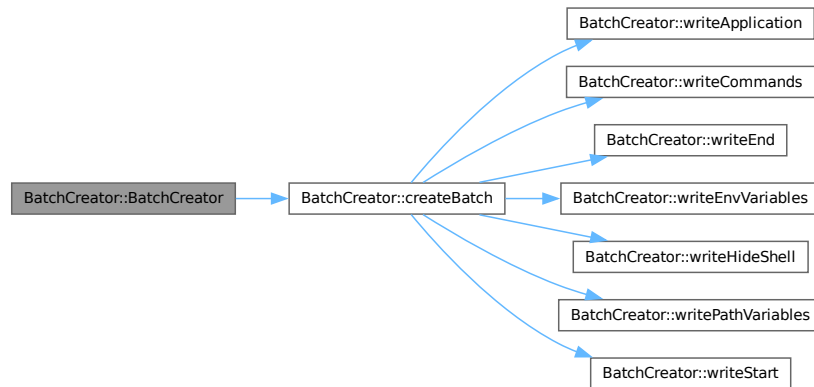 BatchCreator::BatchCreator
BatchCreator::createBatch
BatchCreator::writeApplication
BatchCreator::writeCommands
BatchCreator::writeEnd
BatchCreator::writeEnvVariables
BatchCreator::writeHideShell
BatchCreator::writePathVariables
BatchCreator::writeStart